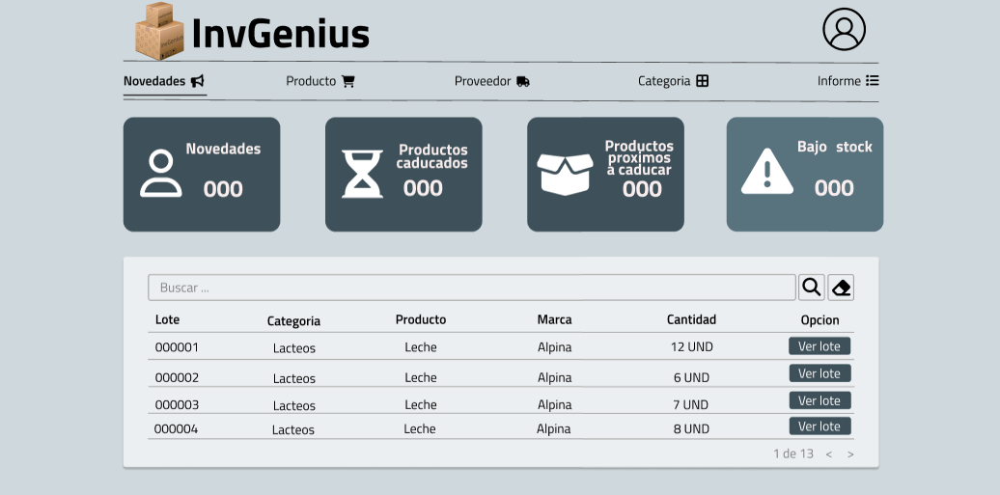 InvGenius
Novedades Producto Proveedor Categoria Informe
Novedades
000
Productos
caducados
000
Productos
proximos
a caducar
000
Bajo stock
000
Buscar ...
Lote Categoria Producto Marca Cantidad Opcion
000001 Lacteos Leche Alpina 12 UND Ver lote
000002 Lacteos Leche Alpina 6 UND Ver lote
000003 Lacteos Leche Alpina 7 UND Ver lote
000004 Lacteos Leche Alpina 8 UND Ver lote
1 de 13 < >